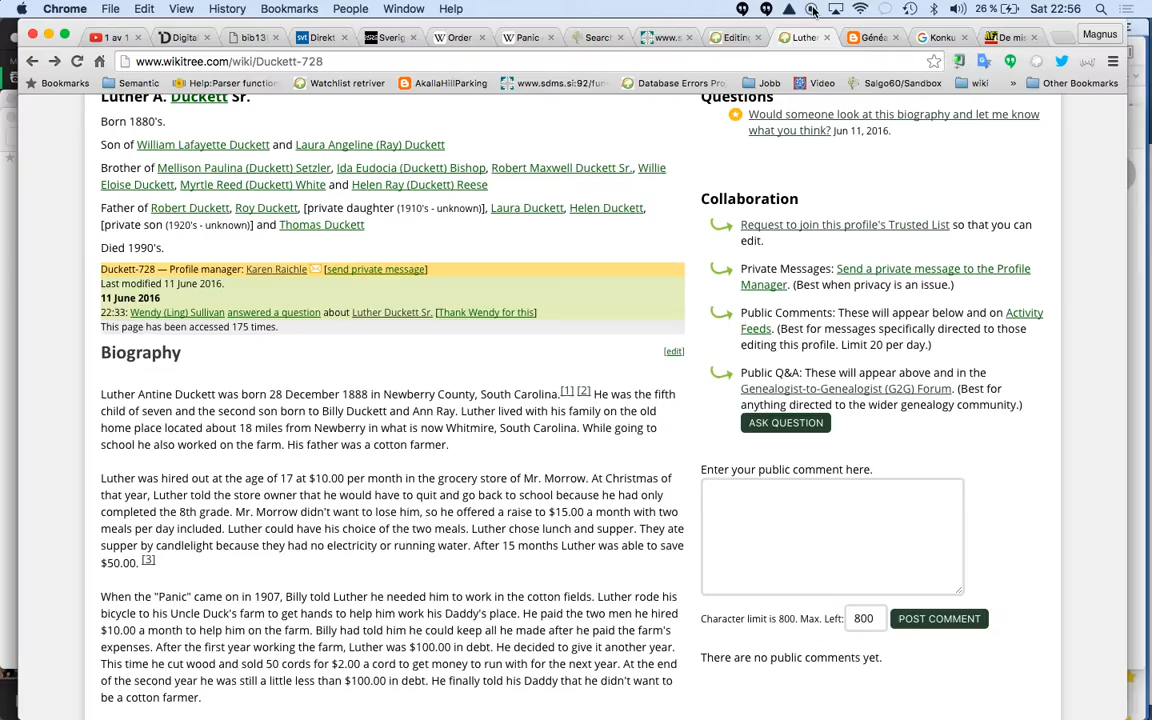 Chrome File Edit View History Bookmarks People Window Help 26 % Sat 22:56
1 av 1 Digital bib13 Direkt Sverig Order Panic Search www.s Editing Luther Généa Konku De mis Magnus
www.wikitree.com/wiki/Duckett-728
Bookmarks Semantic Help:Parser functio Watchlist retriever AkallaHillParking www.sdms.si:92/fun Database Errors Pro Jobb Video Salgo60/Sandbox wiki » Other Bookmarks
Luther A. Duckett Sr.
Born 1880's.
Son of William Lafayette Duckett and Laura Angeline (Ray) Duckett
Brother of Mellison Paulina (Duckett) Setzler, Ida Eudocia (Duckett) Bishop, Robert Maxwell Duckett Sr., Willie
Eloise Duckett, Myrtle Reed (Duckett) White and Helen Ray (Duckett) Reese
Father of Robert Duckett, Roy Duckett, [private daughter (1910's - unknown)], Laura Duckett, Helen Duckett,
[private son (1920's - unknown)] and Thomas Duckett
Died 1990's.
Duckett-728 — Profile manager: Karen Raichle [send private message]
Last modified 11 June 2016.
11 June 2016
22:33: Wendy (Ling) Sullivan answered a question about Luther Duckett Sr. [Thank Wendy for this]
This page has been accessed 175 times.
Biography [edit]
Luther Antine Duckett was born 28 December 1888 in Newberry County, South Carolina.[1] [2] He was the fifth
child of seven and the second son born to Billy Duckett and Ann Ray. Luther lived with his family on the old
home place located about 18 miles from Newberry in what is now Whitmire, South Carolina. While going to
school he also worked on the farm. His father was a cotton farmer.
Luther was hired out at the age of 17 at $10.00 per month in the grocery store of Mr. Morrow. At Christmas of
that year, Luther told the store owner that he would have to quit and go back to school because he had only
completed the 8th grade. Mr. Morrow didn't want to lose him, so he offered a raise to $15.00 a month with two
meals per day included. Luther could have his choice of the two meals. Luther chose lunch and supper. They ate
supper by candlelight because they had no electricity or running water. After 15 months Luther was able to save
$50.00. [3]
When the "Panic" came on in 1907, Billy told Luther he needed him to work in the cotton fields. Luther rode his
bicycle to his Uncle Duck's farm to get hands to help him work his Daddy's place. He paid the two men he hired
$10.00 a month to help him on the farm. Billy had told him he could keep all he made after he paid the farm's
expenses. After the first year working the farm, Luther was $100.00 in debt. He decided to give it another year.
This time he cut wood and sold 50 cords for $2.00 a cord to get money to run with for the next year. At the end
of the second year he was still a little less than $100.00 in debt. He finally told his Daddy that he didn't want to
be a cotton farmer.
Questions
Would someone look at this biography and let me know
what you think? Jun 11, 2016.
Collaboration
Request to join this profile's Trusted List so that you can
edit.
Private Messages: Send a private message to the Profile
Manager. (Best when privacy is an issue.)
Public Comments: These will appear below and on Activity
Feeds. (Best for messages specifically directed to those
editing this profile. Limit 20 per day.)
Public Q&A: These will appear above and in the
Genealogist-to-Genealogist (G2G) Forum. (Best for
anything directed to the wider genealogy community.)
ASK QUESTION
Enter your public comment here.
Character limit is 800. Max. Left: 800 POST COMMENT
There are no public comments yet.